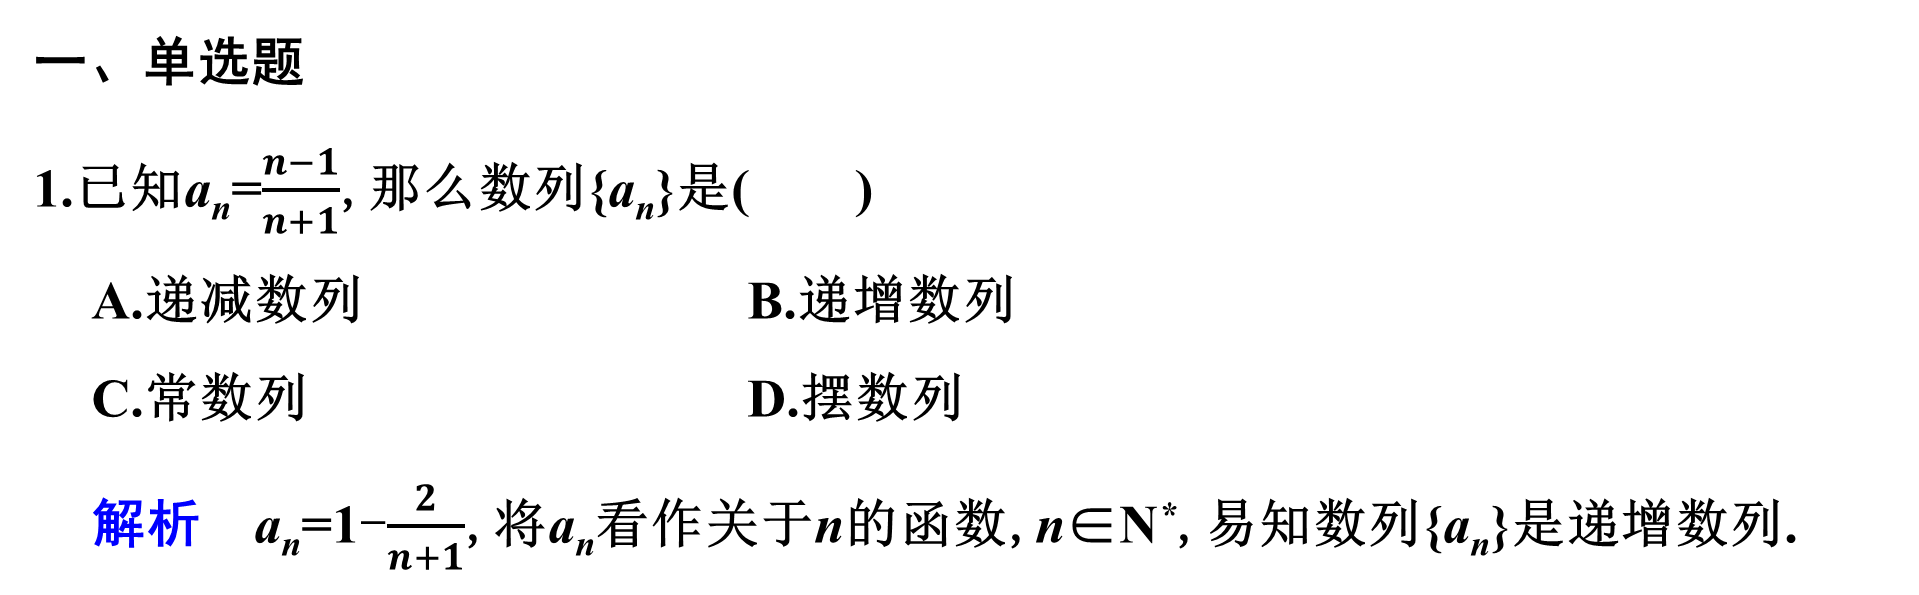 一、单选题
1.已知aₙ=\frac{n-1}{n+1}, 那么数列{aₙ}是(    )
A.递减数列 B.递增数列
C.常数列 D.摆数列
解析 aₙ=1-\frac{2}{n+1}, 将aₙ看作关于n的函数, n∈N*, 易知数列{aₙ}是递增数列.